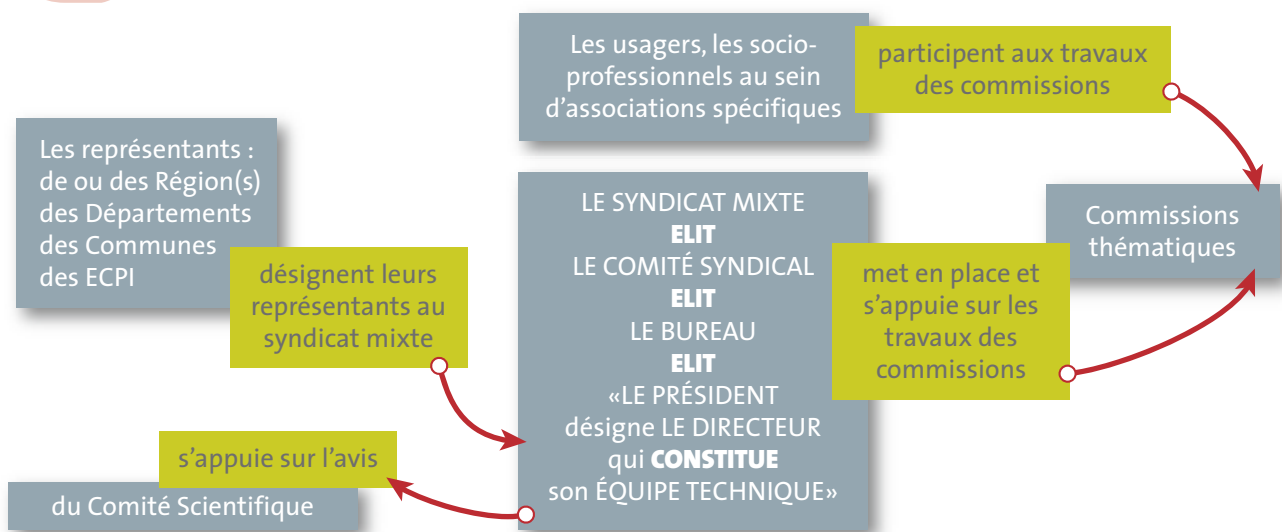 Les usagers, les socio-
professionnels au sein
d'associations spécifiques
participent aux travaux
des commissions
Les représentants :
de ou des Région(s)
des Départements
des Communes
des ECPI
désignent leurs
représentants au
syndicat mixte
LE SYNDICAT MIXTE
ELIT
LE COMITÉ SYNDICAL
ELIT
LE BUREAU
ELIT
«LE PRÉSIDENT
désigne LE DIRECTEUR
qui CONSTITUE
son ÉQUIPE TECHNIQUE»
met en place et
s'appuie sur les
travaux des
commissions
Commissions
thématiques
s'appuie sur l'avis
du Comité Scientifique